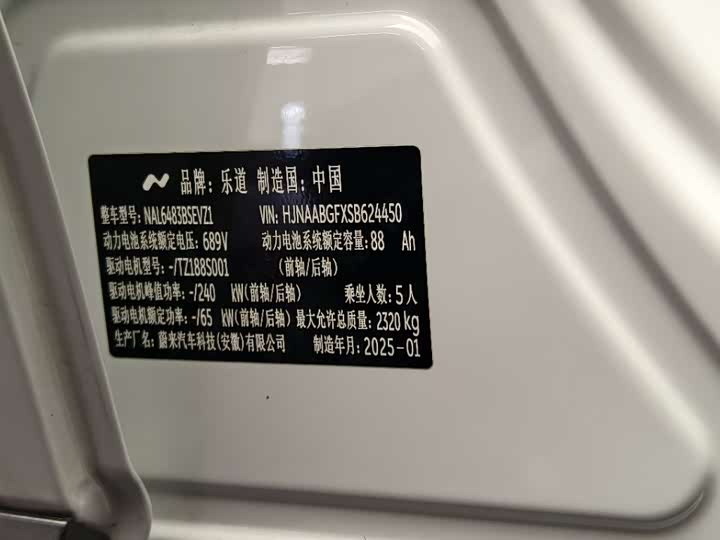 品牌：乐道 制造国：中国
整车型号：NAL6483BSEVZ1 VIN：HJNAABGFXSB624450
动力电池系统额定电压：689V 动力电池系统额定容量：88 Ah
驱动电机型号：-/TZ188S001 （前轴/后轴）
驱动电机峰值功率：-/240 kW(前轴/后轴) 乘坐人数：5人
驱动电机额定功率：-/65 kW(前轴/后轴) 最大允许总质量：2320kg
生产厂名：蔚来汽车科技(安徽)有限公司 制造年月：2025-01